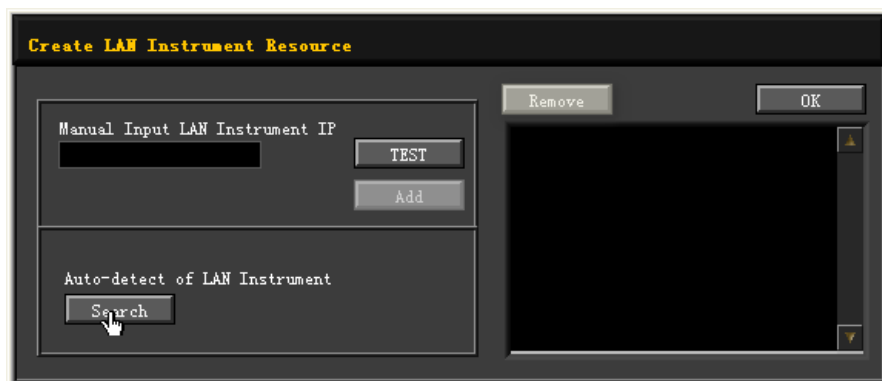 Create LAN Instrument Resource
Remove
OK
Manual Input LAN Instrument IP
TEST
Add
Auto-detect of LAN Instrument
Search